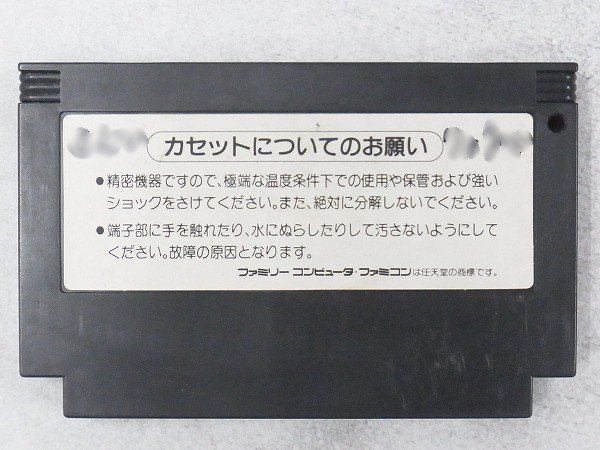 カセットについてのお願い
●精密機器ですので、極端な温度条件下での使用や保管および強い
ショックをさけてください。また、絶対に分解しないでください。
●端子部に手を触れたり、水にぬらしたりして汚さないようにして
ください。故障の原因となります。
ファミリーコンピュータ・ファミコンは任天堂の商標です。